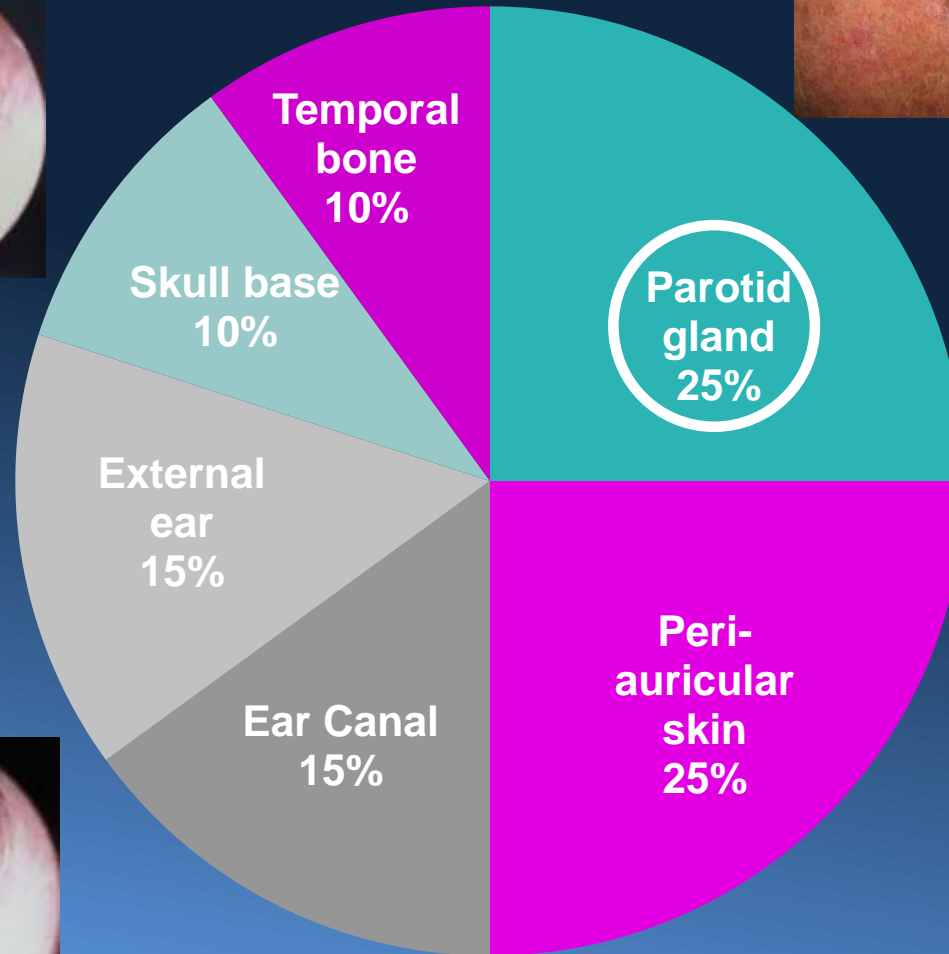 Temporal
bone
10%
Parotid
gland
25%
Skull base
10%
External
ear
15%
Peri-
auricular
skin
25%
Ear Canal
15%